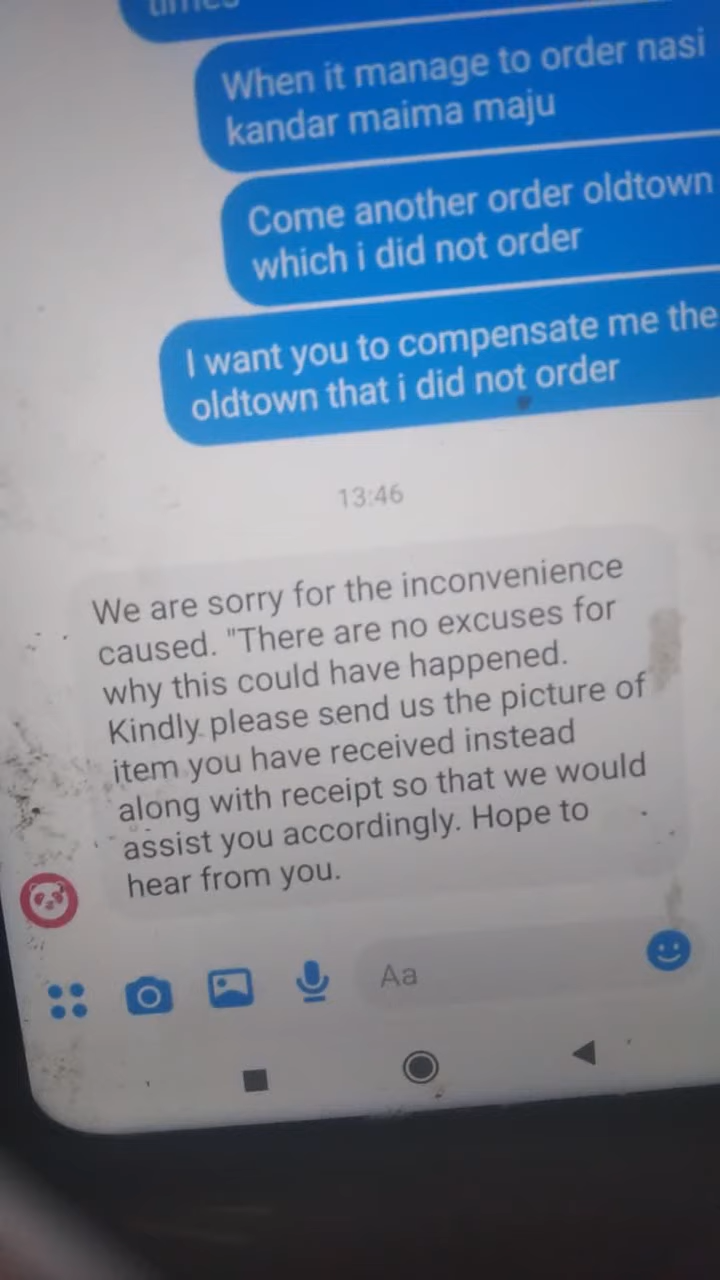 When it manage to order nasi
kandar maima maju
Come another order oldtown
which i did not order
I want you to compensate me the
oldtown that i did not order
13:46
We are sorry for the inconvenience
caused. "There are no excuses for
why this could have happened.
Kindly please send us the picture of
item you have received instead
along with receipt so that we would
assist you accordingly. Hope to
hear from you.
Aa